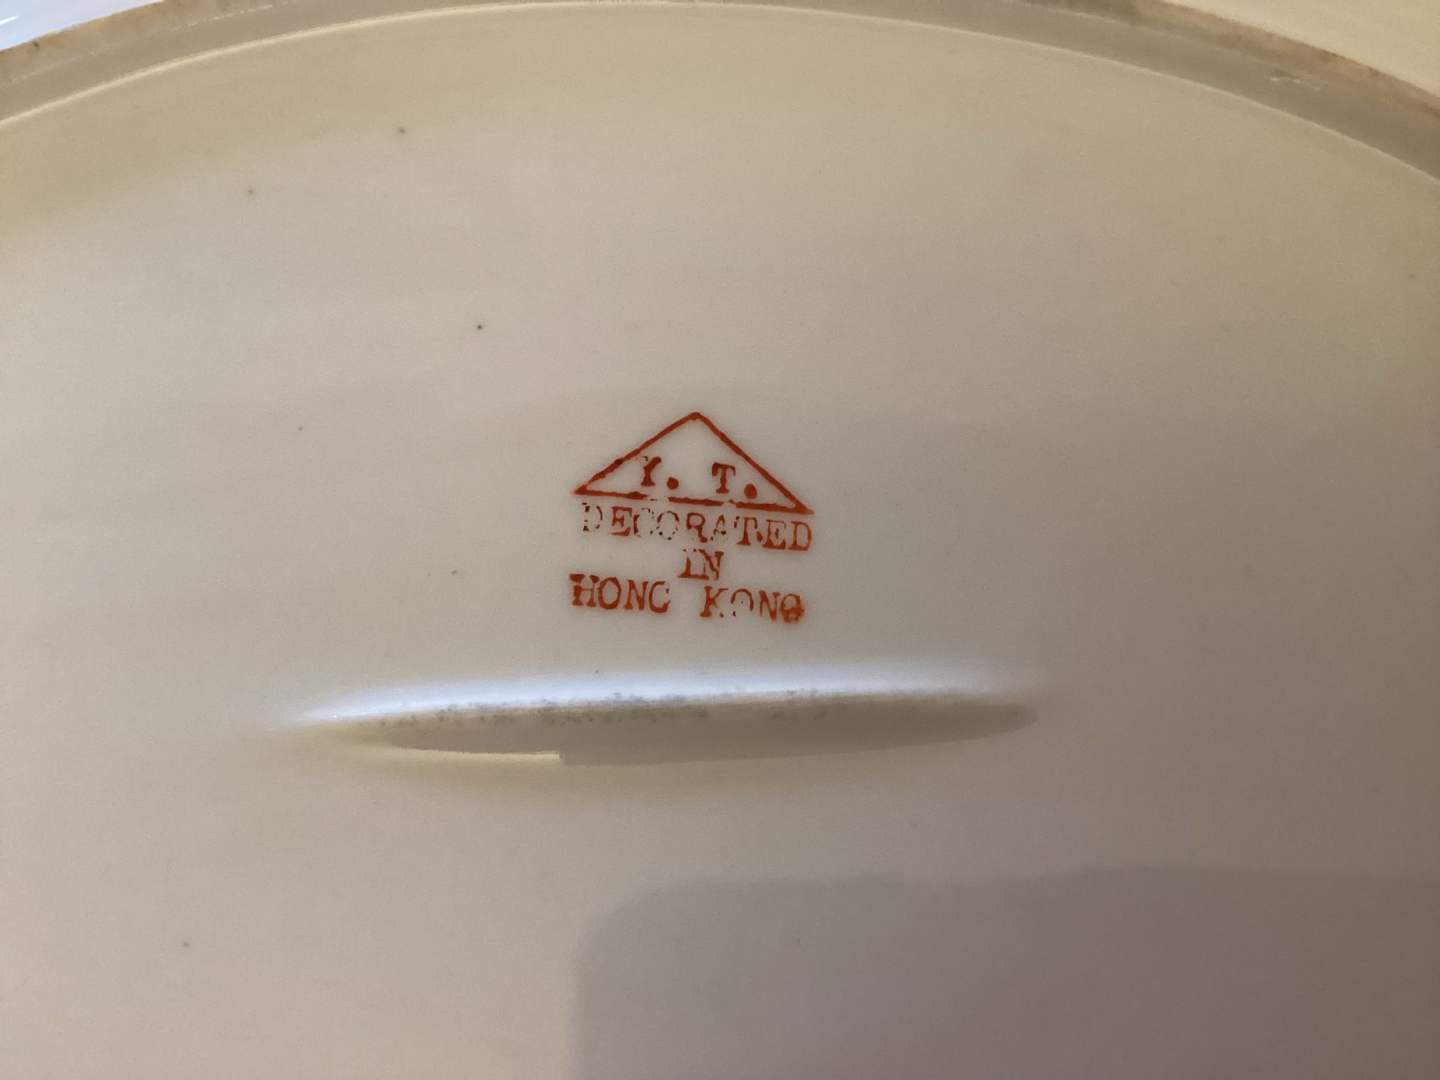 Y. T.
DECORATED
IN
HONG KONG